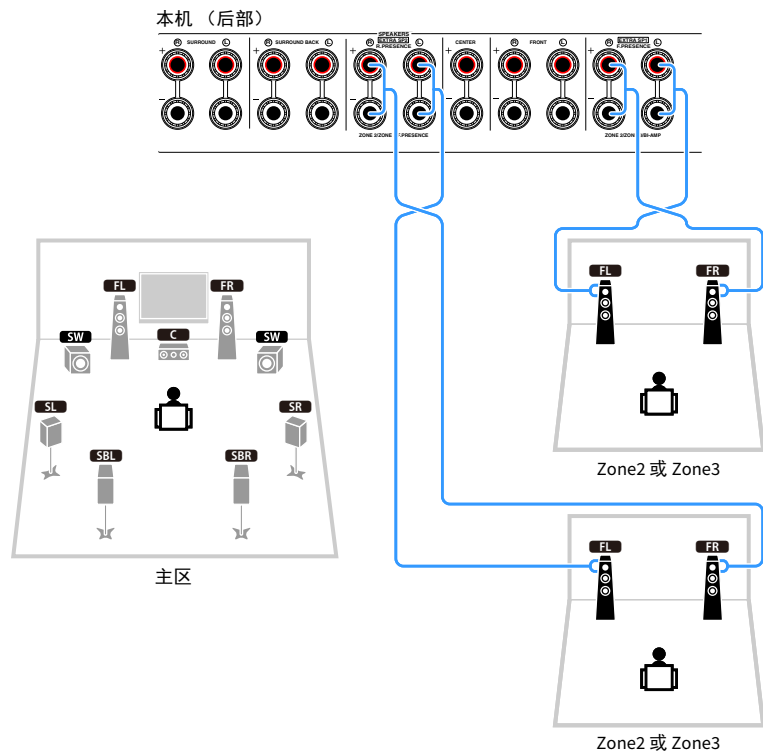 本机 （后部）
SPEAKERS
R SURROUND L
R SURROUND BACK L
R EXTRA SP2 L
R.PRESENCE
CENTER
R FRONT L
R EXTRA SP1 L
F.PRESENCE
+ + + + + +
− − − − − −
ZONE 2/ZONE F.PRESENCE
ZONE 2/ZON /BI-AMP
FL
FR
SW
C
SW
SL
SR
SBL
SBR
主区
FL
FR
Zone2 或 Zone3
FL
FR
Zone2 或 Zone3